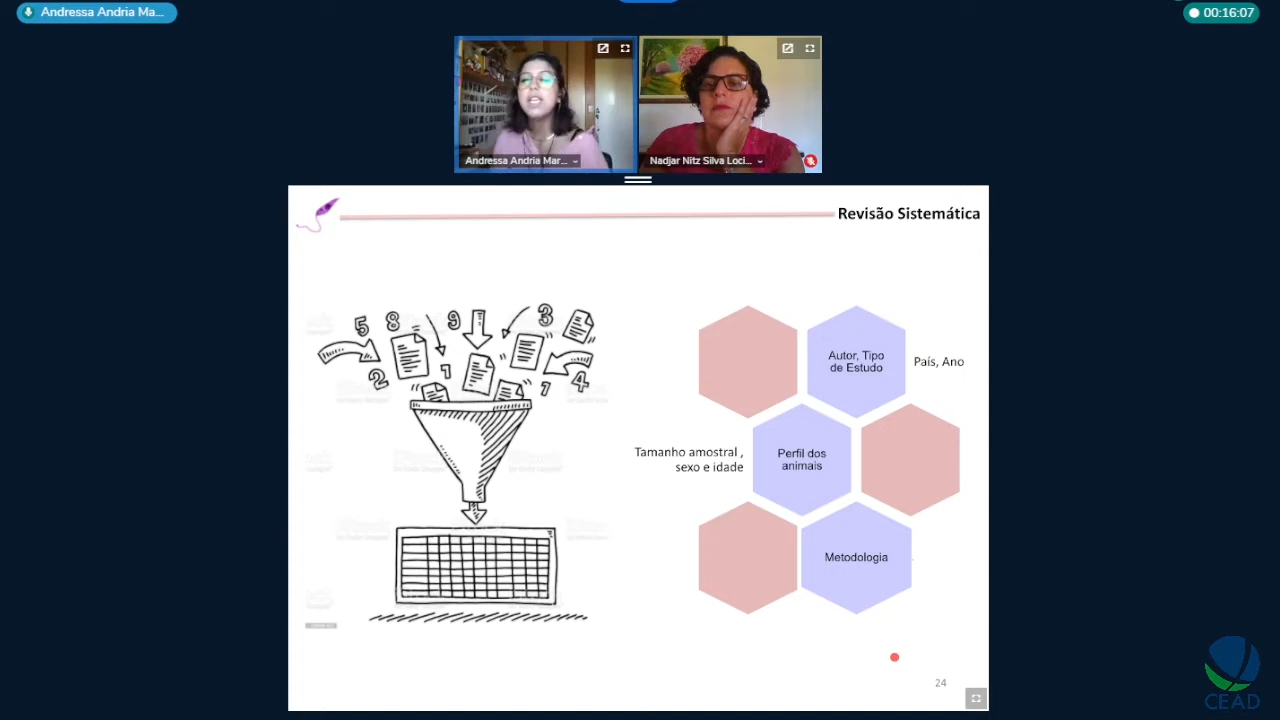 Andressa Andria Ma...
00:16:07
Andressa Andria Mar...
Nadjar Nitz Silva Loci...
Revisão Sistemática
5 8 9 3
2 1 1 4
Autor, Tipo
de Estudo
País, Ano
Tamanho amostral ,
sexo e idade
Perfil dos
animais
Metodologia
24
CEAD